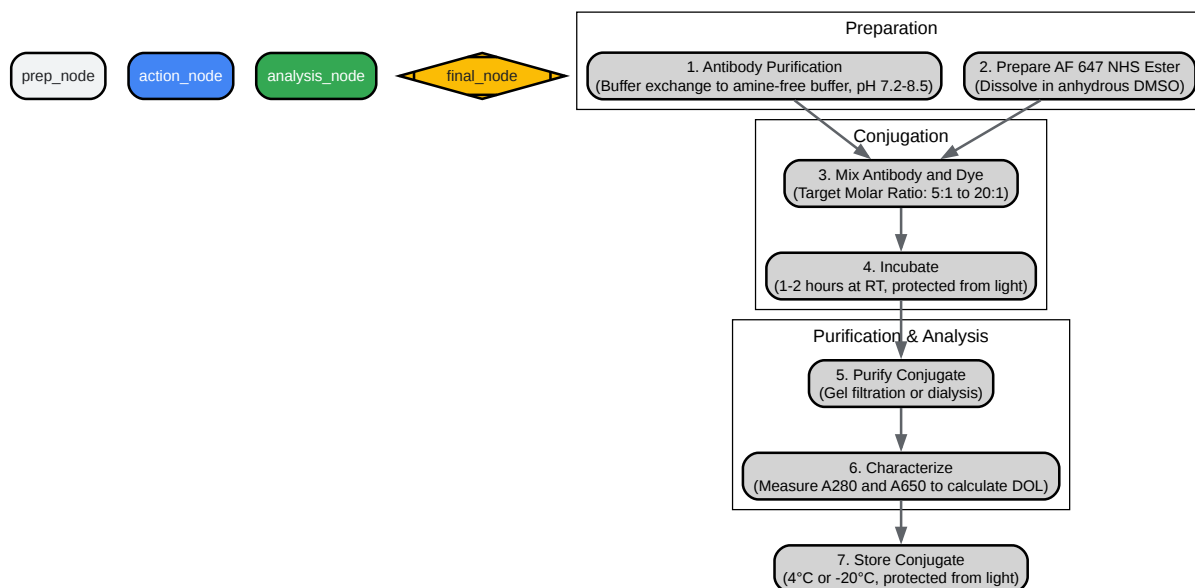 Preparation
prep_node
action_node
analysis_node
final_node
1. Antibody Purification
(Buffer exchange to amine-free buffer, pH 7.2-8.5)
2. Prepare AF 647 NHS Ester
(Dissolve in anhydrous DMSO)
Conjugation
3. Mix Antibody and Dye
(Target Molar Ratio: 5:1 to 20:1)
4. Incubate
(1-2 hours at RT, protected from light)
Purification & Analysis
5. Purify Conjugate
(Gel filtration or dialysis)
6. Characterize
(Measure A280 and A650 to calculate DOL)
7. Store Conjugate
(4°C or -20°C, protected from light)